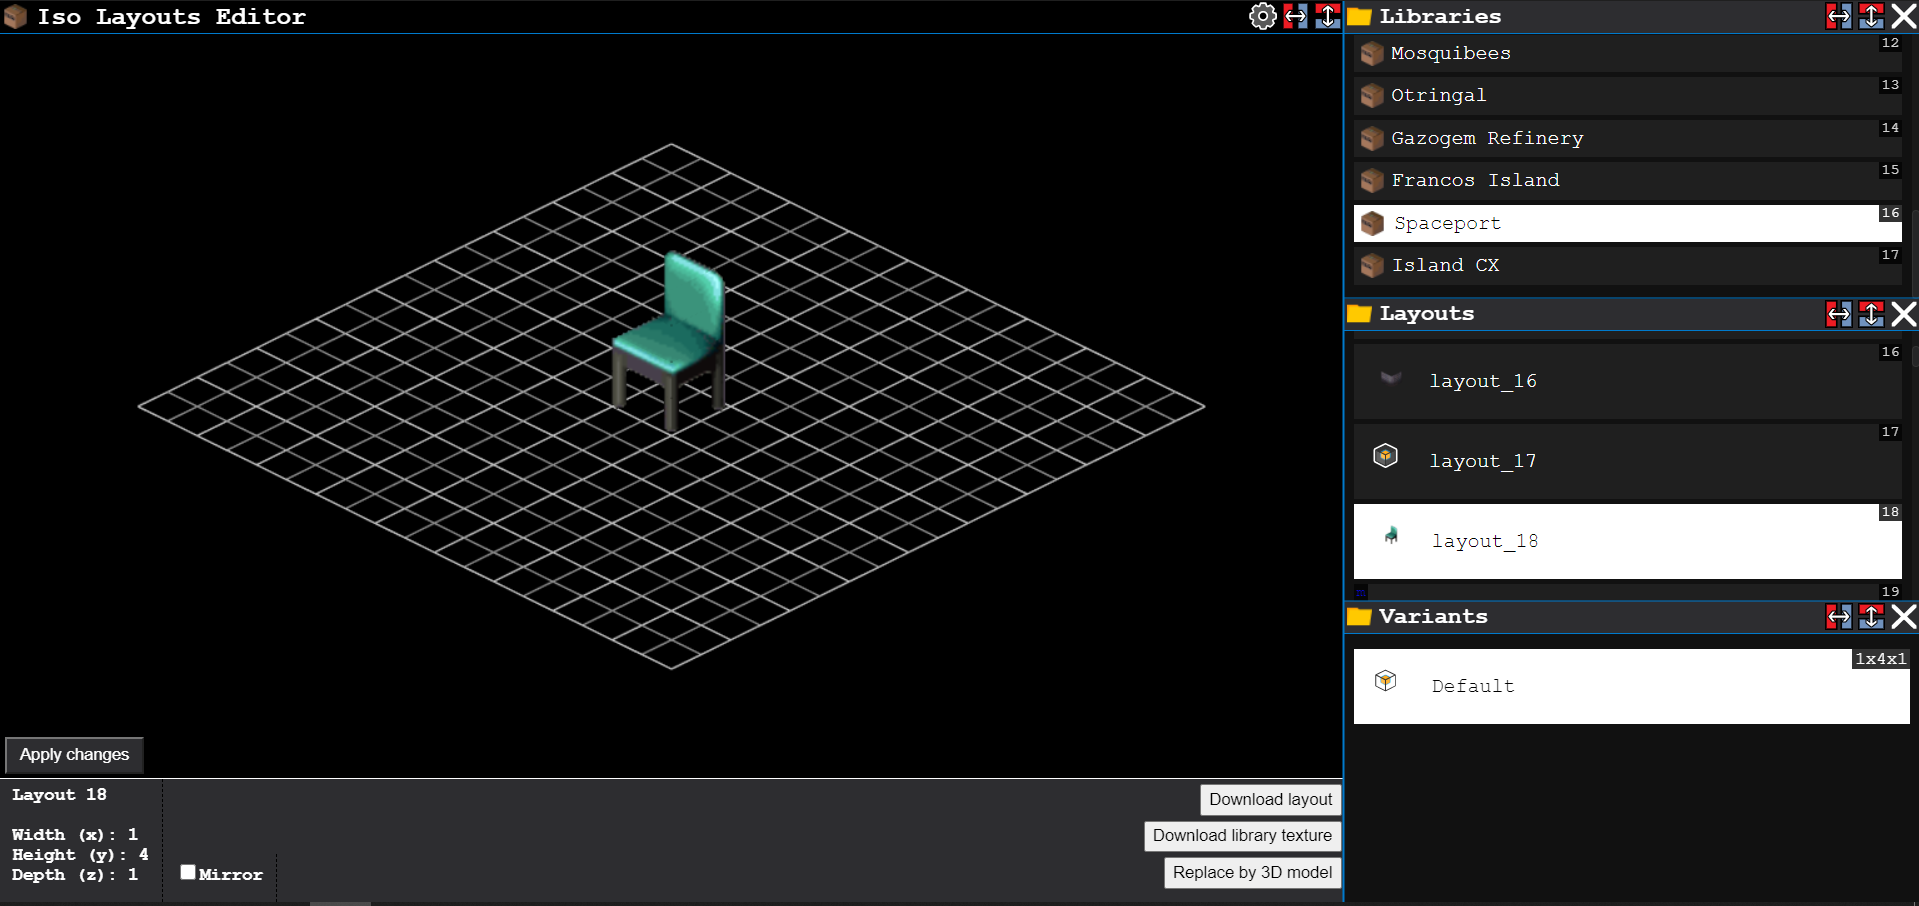 Iso Layouts Editor
Libraries
12
Mosquibees
13
Otringal
14
Gazogem Refinery
15
Francos Island
16
Spaceport
17
Island CX
Layouts
16
layout_16
17
layout_17
18
layout_18
19
Variants
1x4x1
Default
Apply changes
Layout 18
Width (x): 1
Height (y): 4
Depth (z): 1
Mirror
Download layout
Download library texture
Replace by 3D model